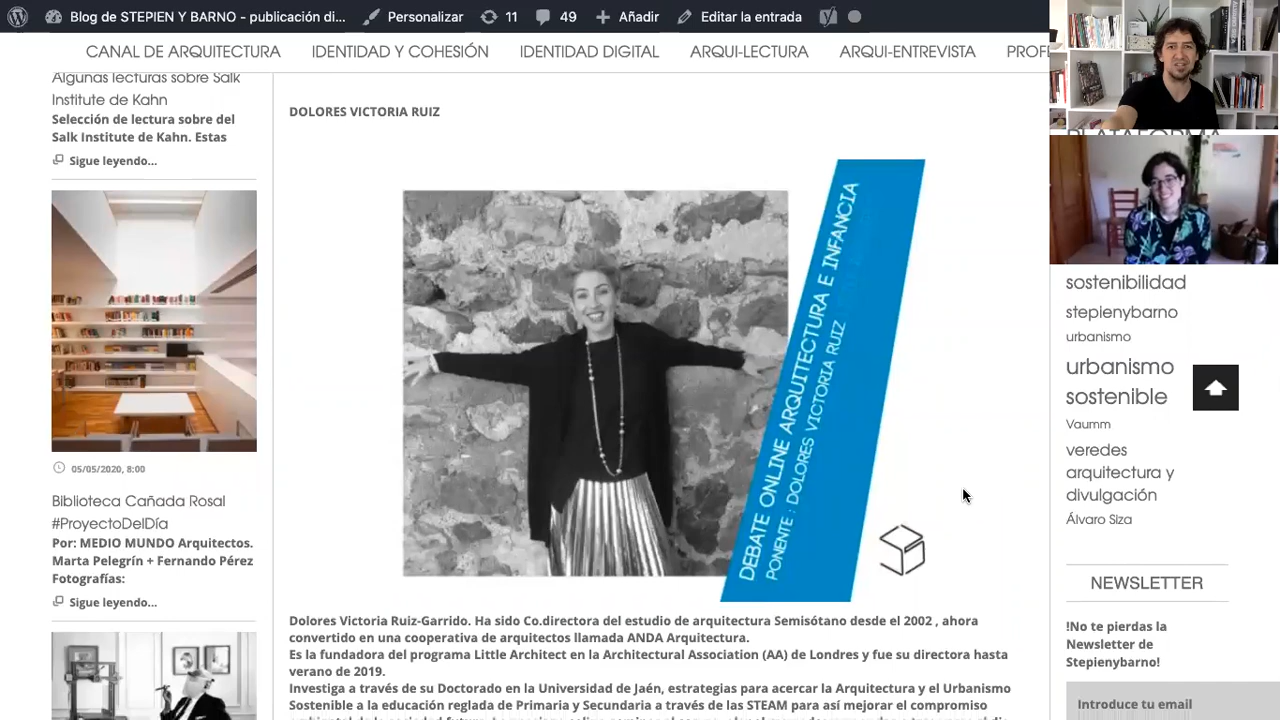 Blog de STEPIEN Y BARNO - publicación di... Personalizar 11 49 Añadir Editar la entrada
CANAL DE ARQUITECTURA IDENTIDAD Y COHESIÓN IDENTIDAD DIGITAL ARQUI-LECTURA ARQUI-ENTREVISTA PROFE
Algunas lecturas sobre Salk
Institute de Kahn
Selección de lectura sobre del
Salk Institute de Kahn. Estas
Sigue leyendo...
05/05/2020, 8:00
Biblioteca Cañada Rosal
#ProyectoDelDía
Por: MEDIO MUNDO Arquitectos.
Marta Pelegrín + Fernando Pérez
Fotografías:
Sigue leyendo...
DOLORES VICTORIA RUIZ
DEBATE ONLINE ARQUITECTURA E INFANCIA
PONENTE : DOLORES VICTORIA RUIZ
Dolores Victoria Ruiz-Garrido. Ha sido Co.directora del estudio de arquitectura Semisótano desde el 2002 , ahora
convertido en una cooperativa de arquitectos llamada ANDA Arquitectura.
Es la fundadora del programa Little Architect en la Architectural Association (AA) de Londres y fue su directora hasta
verano de 2019.
Investiga a través de su Doctorado en la Universidad de Jaén, estrategias para acercar la Arquitectura y el Urbanismo
Sostenible a la educación reglada de Primaria y Secundaria a través de las STEAM para así mejorar el compromiso
PLATAFORMA
sostenibilidad
stepienybarno
urbanismo
urbanismo
sostenible
Vaumm
veredes
arquitectura y
divulgación
Álvaro Siza
NEWSLETTER
!No te pierdas la
Newsletter de
Stepienybarno!
Introduce tu email